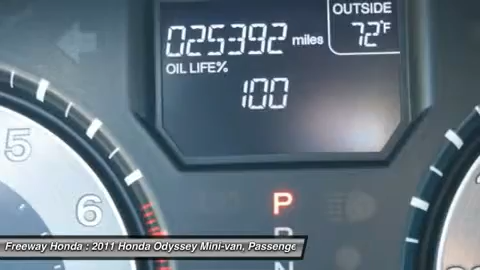 OUTSIDE
025392 miles 72°F
OIL LIFE%
100
5
6
P
R
N
Freeway Honda : 2011 Honda Odyssey Mini-van, Passenge